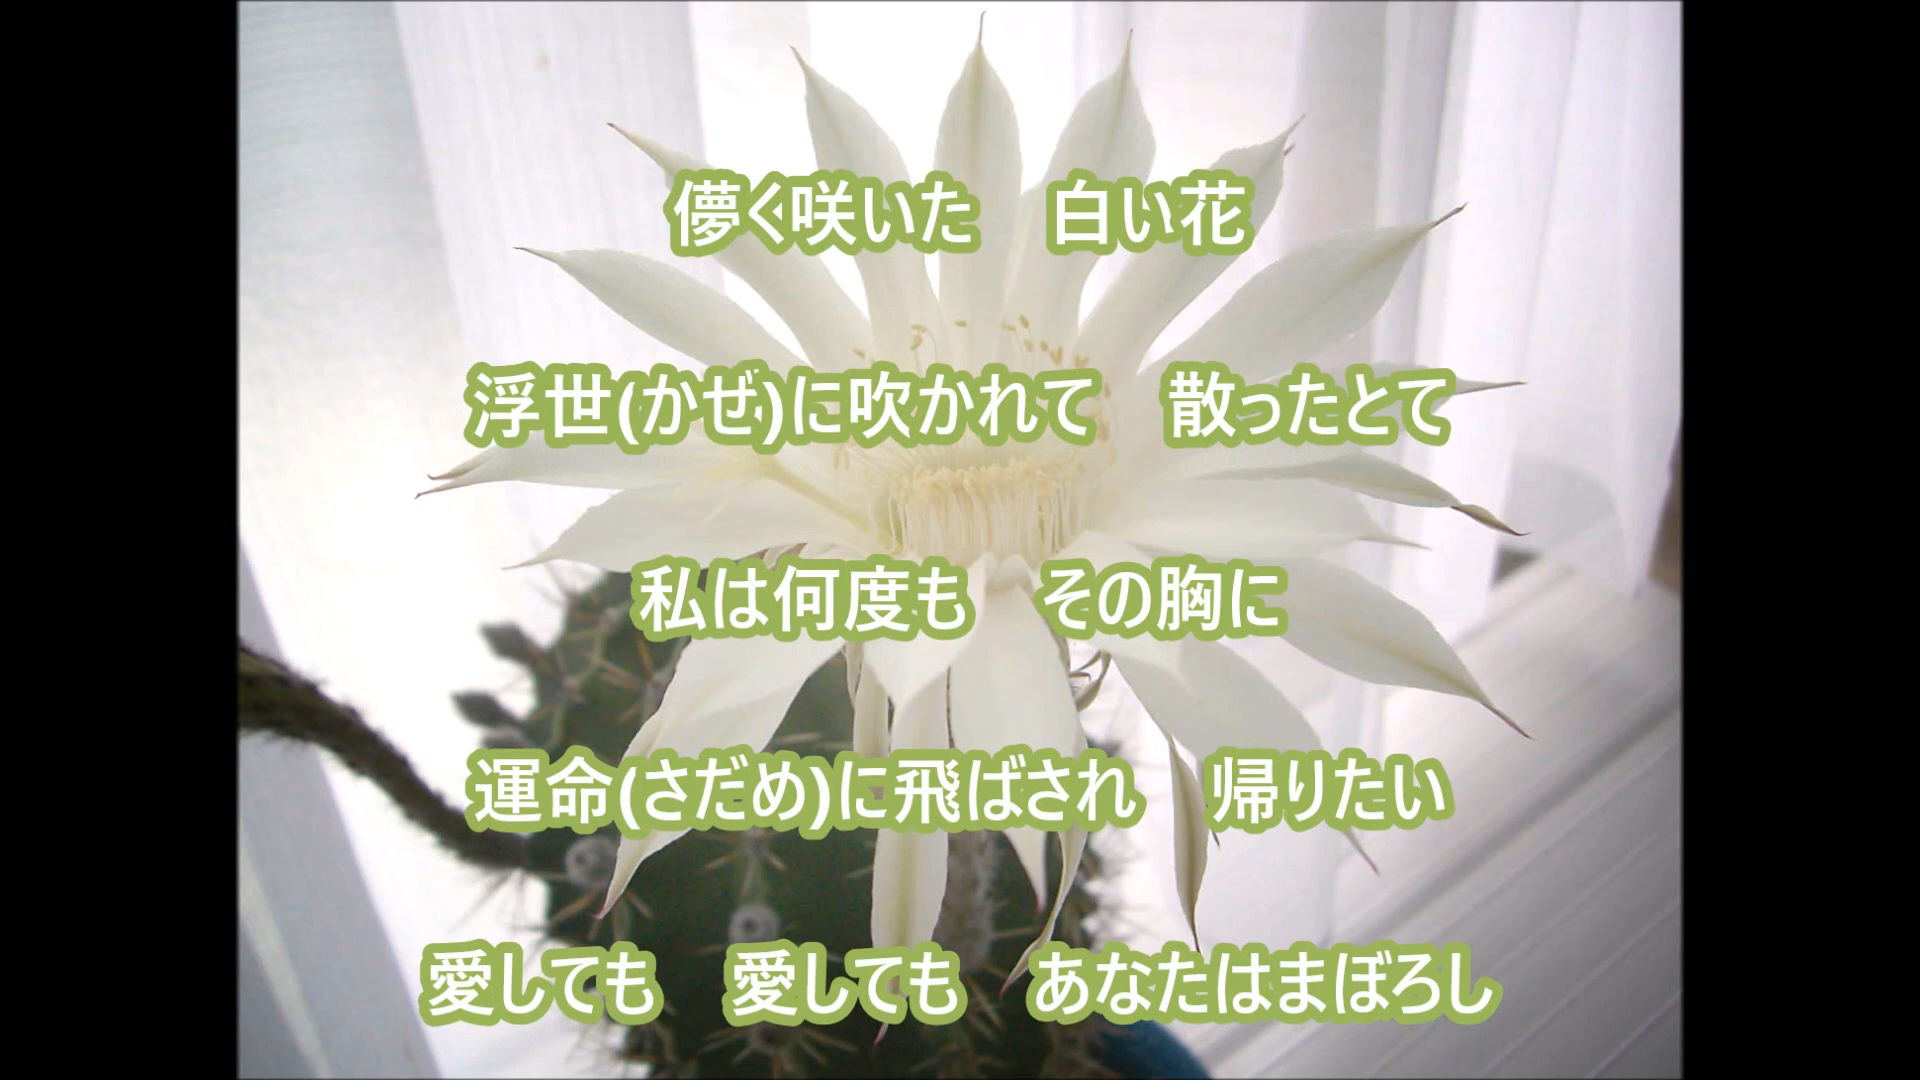 儚く咲いた　白い花
浮世(かぜ)に吹かれて　散ったとて
私は何度も　その胸に
運命(さだめ)に飛ばされ　帰りたい
愛しても　愛しても　あなたはまぼろし